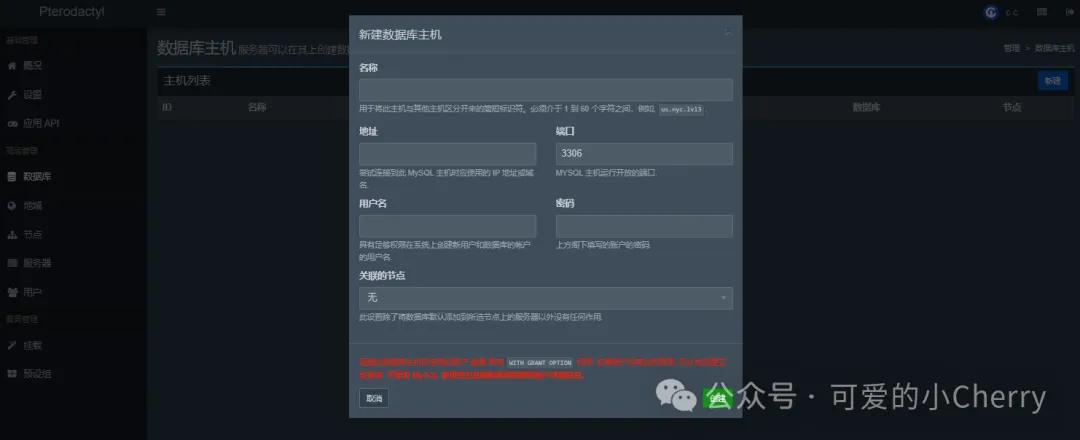 Pterodactyl
C C
基础管理
概况
设置
应用 API
数据库
地域
节点
服务器
用户
挂载
预设组
数据库主机 服务器可以在其上创建数
管理 > 数据库主机
主机列表
新建
ID 名称 数据库 节点
新建数据库主机
名称
用于将此主机与其他主机区分开来的简短标识符。必须介于 1 到 60 个字符之间，例如, us.nyc.lvl3 .
地址 端口
3306
尝试连接到此 MySQL 主机时应使用的 IP 地址或域
名.
MYSQL 主机运行开放的端口.
用户名 密码
具有足够权限在系统上创建新用户和数据库的帐户
的用户名.
上方阁下填写的账户的密码.
关联的节点
无
此设置除了将数据库默认添加到所选节点上的服务器以外没有任何作用.
WITH GRANT OPTION
取消
创建
公众号 · 可爱的小Cherry